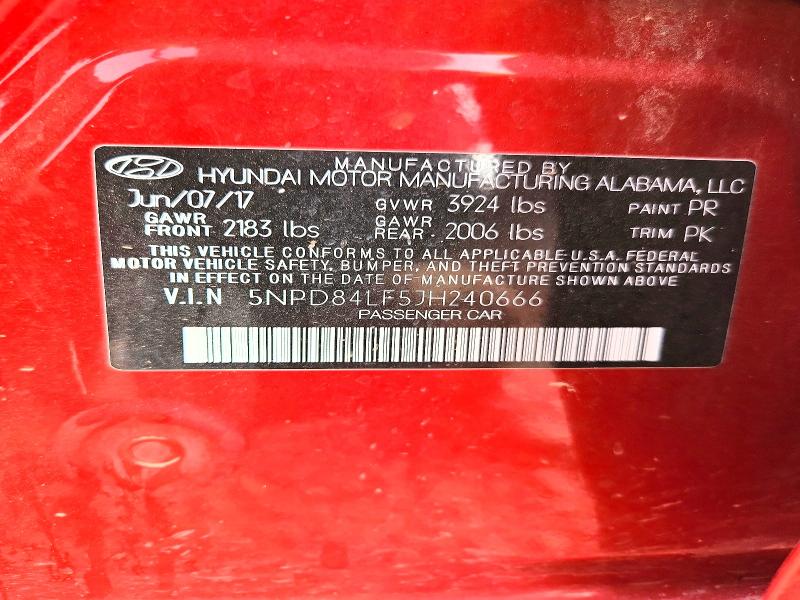 MANUFACTURED BY
HYUNDAI MOTOR MANUFACTURING ALABAMA, LLC
Jun/07/17 GVWR 3924 lbs PAINT PR
GAWR FRONT 2183 lbs GAWR REAR 2006 lbs TRIM PK
THIS VEHICLE CONFORMS TO ALL APPLICABLE U.S.A. FEDERAL
MOTOR VEHICLE SAFETY, BUMPER, AND THEFT PREVENTION STANDARDS
IN EFFECT ON THE DATE OF MANUFACTURE SHOWN ABOVE
V.I.N 5NPD84LF5JH240666
PASSENGER CAR